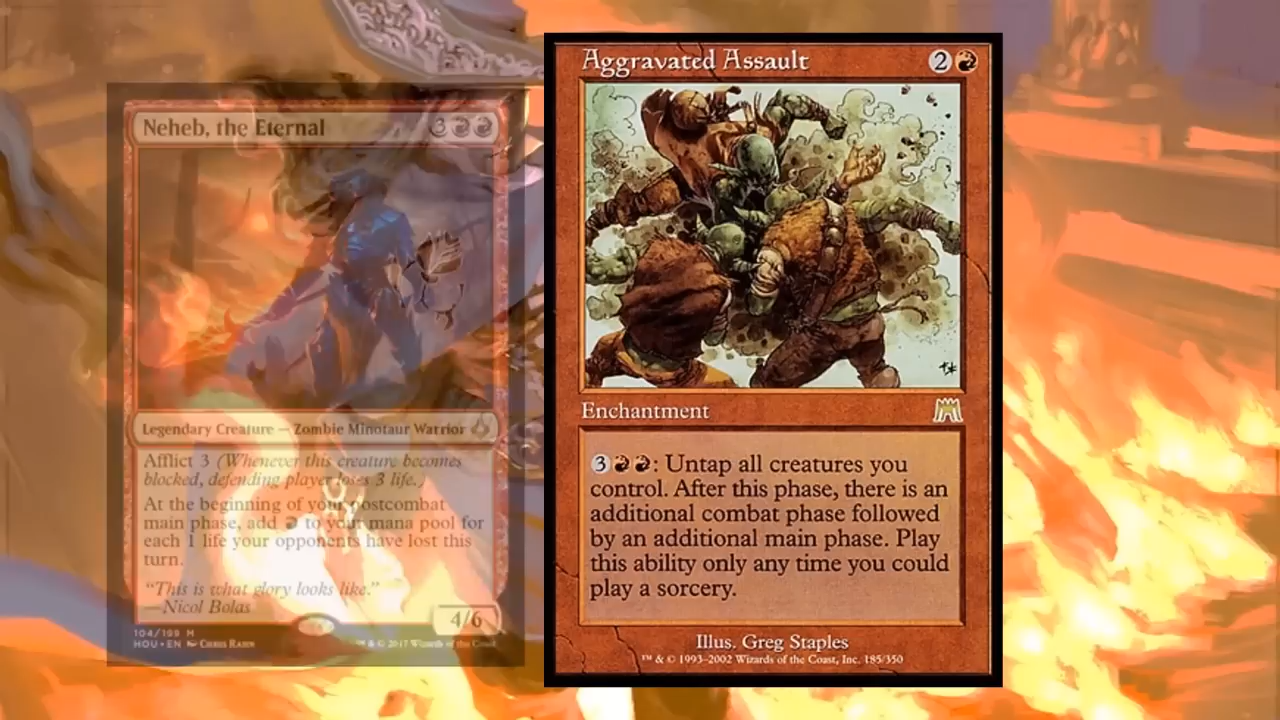 Neheb, the Eternal 3
Legendary Creature — Zombie Minotaur Warrior
Afflict 3 (Whenever this creature becomes
blocked, defending player loses 3 life.)
At the beginning of your postcombat
main phase, add to your mana pool for
each 1 life your opponents have lost this
turn.
"This is what glory looks like."
—Nicol Bolas
4/6
104/199 M
HOU • EN Chris Rahn
™ & © 2017 Wizards of the Coast
Aggravated Assault 2
Enchantment
3 : Untap all creatures you
control. After this phase, there is an
additional combat phase followed
by an additional main phase. Play
this ability only any time you could
play a sorcery.
Illus. Greg Staples
™ & © 1993–2002 Wizards of the Coast, Inc. 185/350